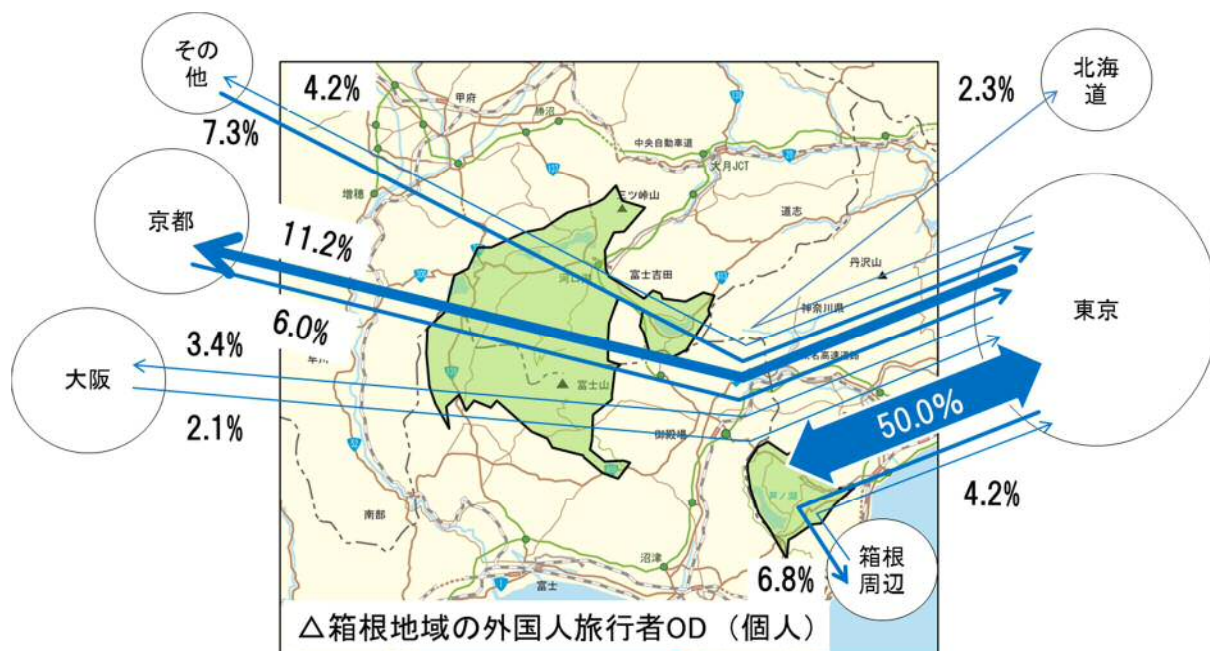 その
他
4.2%
7.3%
2.3%
北海
道
京都
11.2%
6.0%
東京
大阪
3.4%
2.1%
50.0%
4.2%
6.8%
箱根
周辺
甲府
勝沼
中央自動車道
大月JCT
増穂
三ツ峠山
道志
丹沢山
富士吉田
河口湖
神奈川県
富士山
御殿場
芦ノ湖
南部
沼津
富士
△箱根地域の外国人旅行者OD（個人）